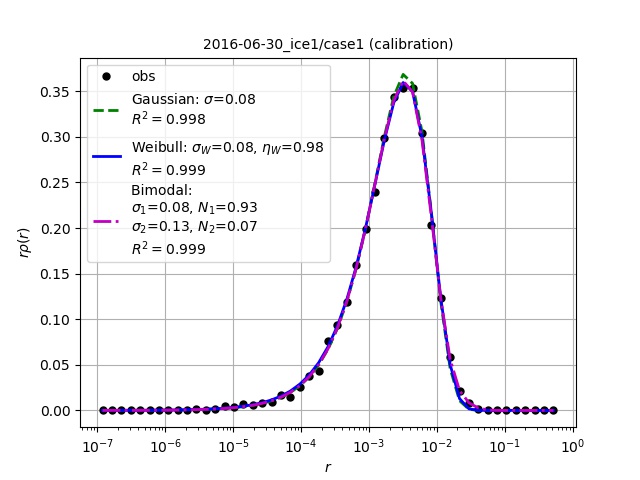 2016-06-30_ice1/case1 (calibration)
obs
Gaussian: σ=0.08
R² = 0.998
Weibull: σ_W=0.08, η_W=0.98
R² = 0.999
Bimodal:
σ₁=0.08, N₁=0.93
σ₂=0.13, N₂=0.07
R² = 0.999
rρ(r)
0.35
0.30
0.25
0.20
0.15
0.10
0.05
0.00
10⁻⁷ 10⁻⁶ 10⁻⁵ 10⁻⁴ 10⁻³ 10⁻² 10⁻¹ 10⁰
r